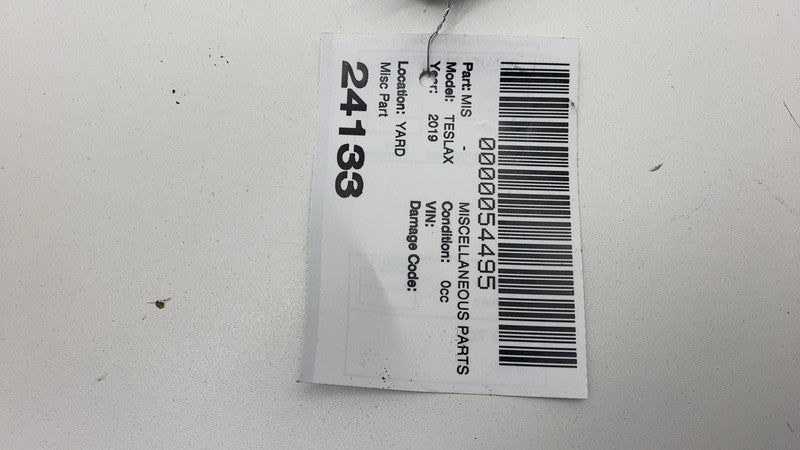 0000054495
Part: MIS - MISCELLANEOUS PARTS
Model: TESLAX Condition: 0cc
Year: 2019 VIN:
Damage Code:
Location: YARD
Misc Part
24133